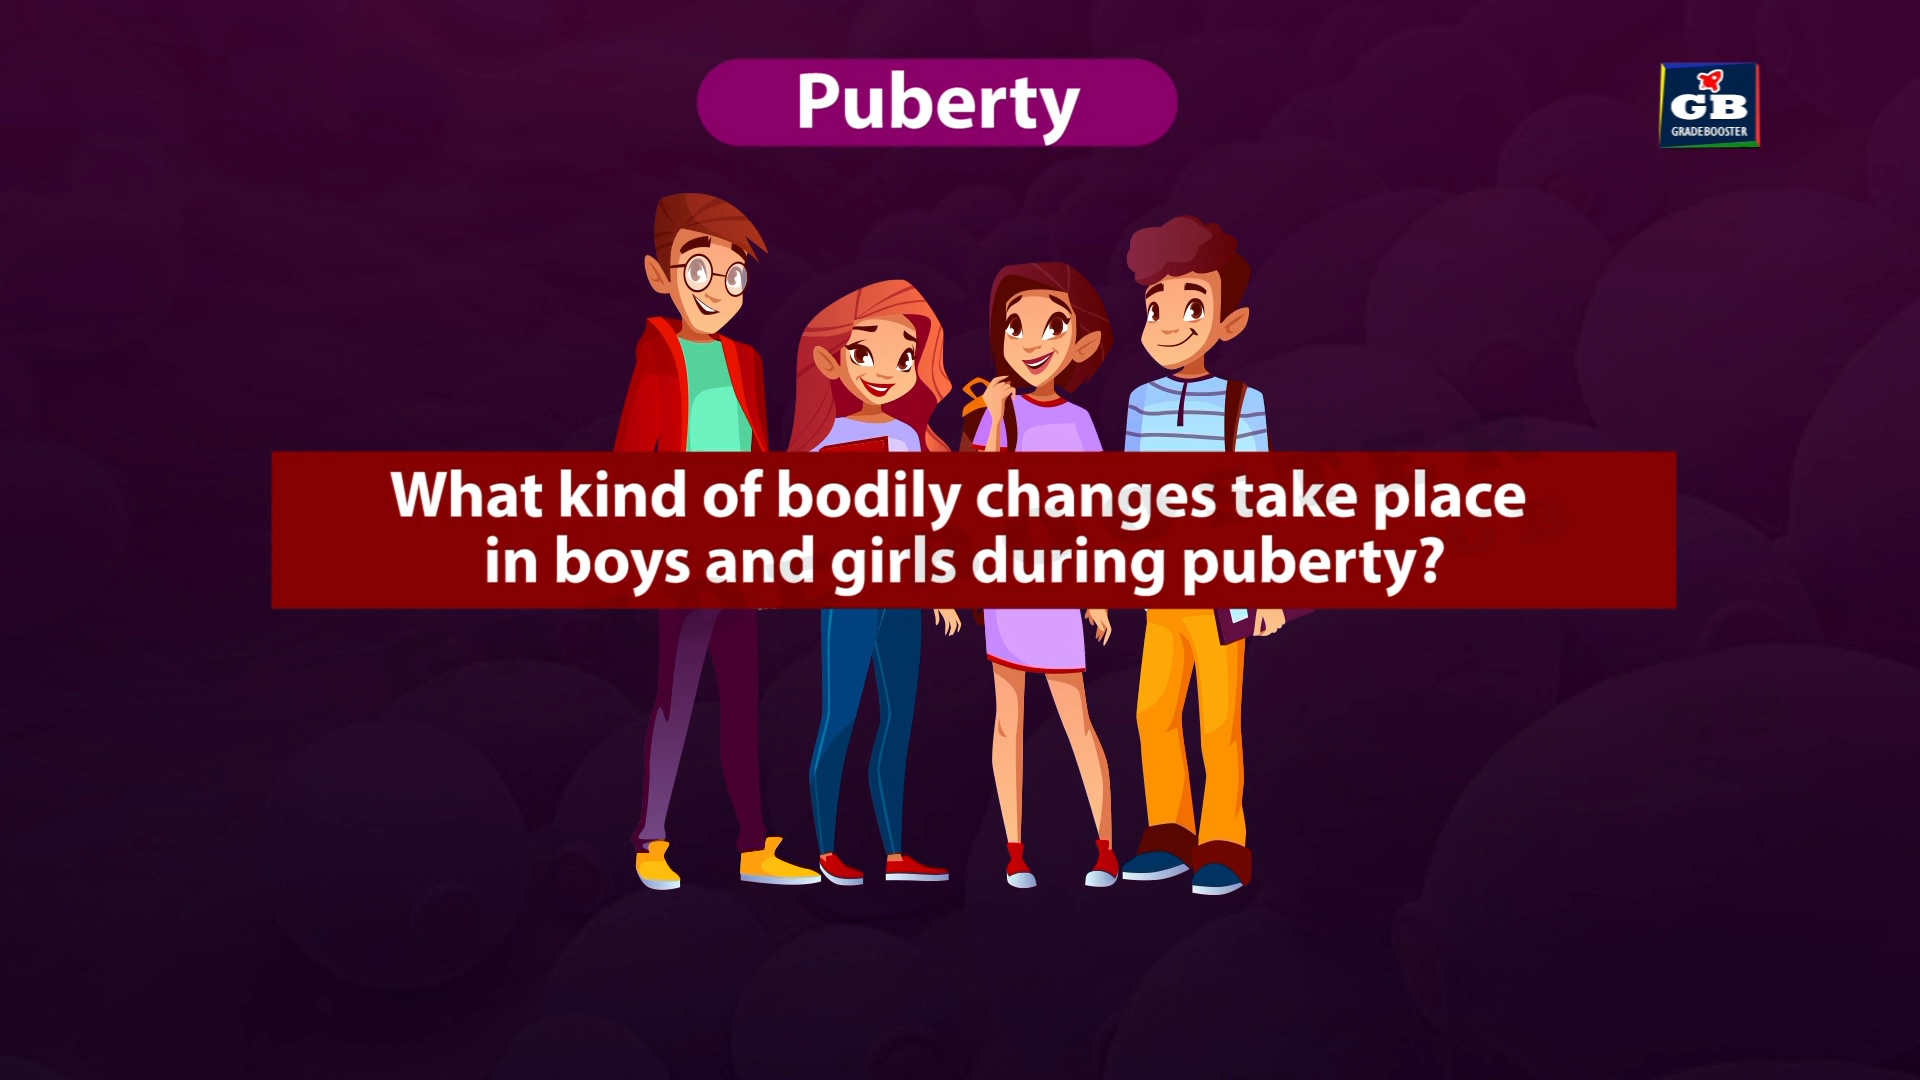 Puberty
GB
GRADEBOOSTER
What kind of bodily changes take place
in boys and girls during puberty?